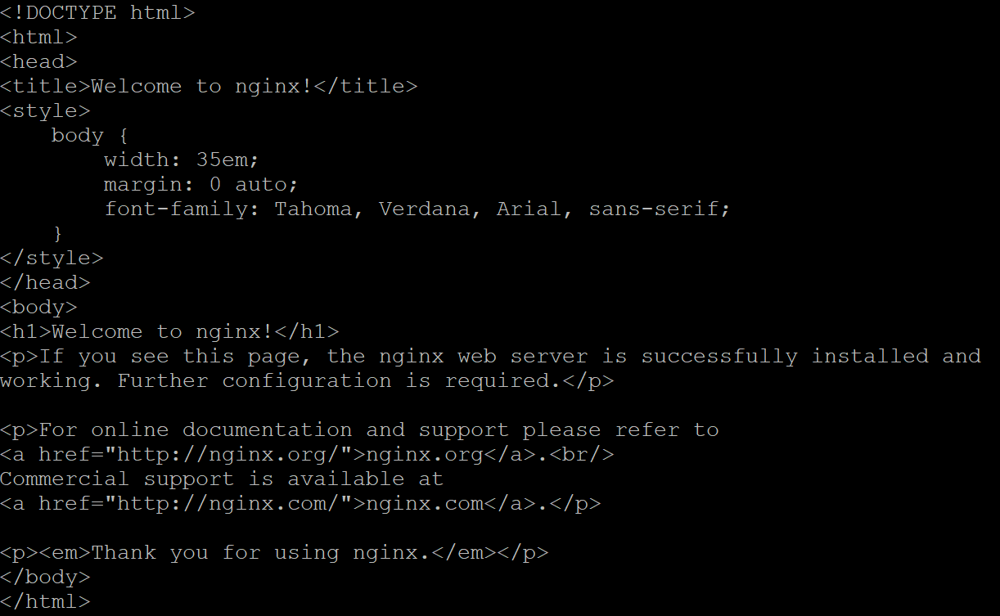 <!DOCTYPE html>
<html>
<head>
<title>Welcome to nginx!</title>
<style>
    body {
        width: 35em;
        margin: 0 auto;
        font-family: Tahoma, Verdana, Arial, sans-serif;
    }
</style>
</head>
<body>
<h1>Welcome to nginx!</h1>
<p>If you see this page, the nginx web server is successfully installed and
working. Further configuration is required.</p>

<p>For online documentation and support please refer to
<a href="http://nginx.org/">nginx.org</a>.<br/>
Commercial support is available at
<a href="http://nginx.com/">nginx.com</a>.</p>

<p><em>Thank you for using nginx.</em></p>
</body>
</html>